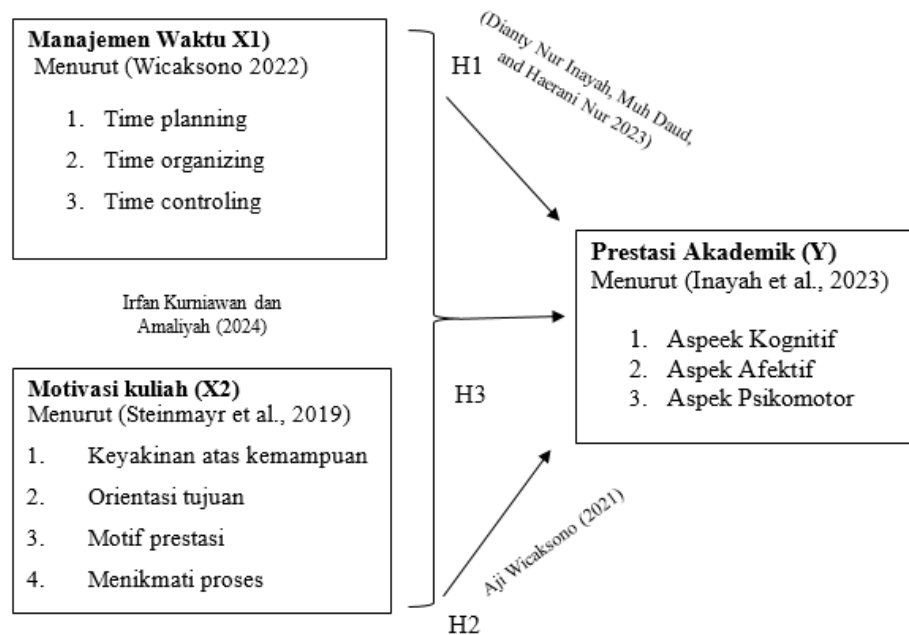 Manajemen Waktu X1)
Menurut (Wicaksono 2022)
1. Time planning
2. Time organizing
3. Time controling
H1
(Dianty Nur Inayah, Muh Daud,
and Haerani Nur 2023)
Prestasi Akademik (Y)
Menurut (Inayah et al., 2023)
1. Aspeek Kognitif
2. Aspek Afektif
3. Aspek Psikomotor
Irfan Kurniawan dan
Amaliyah (2024)
H3
Motivasi kuliah (X2)
Menurut (Steinmayr et al., 2019)
1. Keyakinan atas kemampuan
2. Orientasi tujuan
3. Motif prestasi
4. Menikmati proses
Aji Wicaksono (2021)
H2